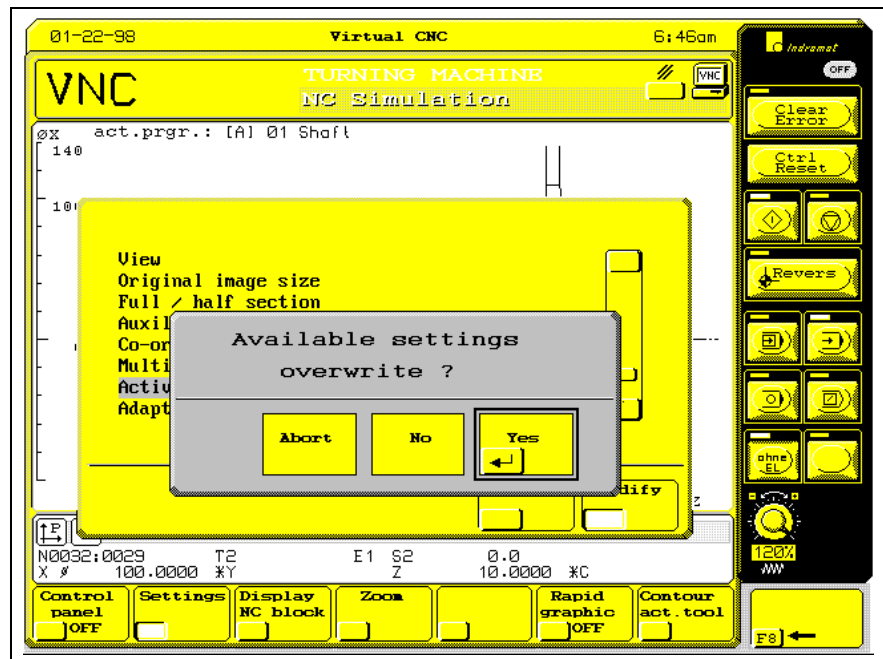 01-22-98 Virtual CNC 6:46am
VNC
TURNING MACHINE
NC Simulation
VNC
Indramat
OFF
Clear
Error
Ctrl
Reset
Revers
ohne
EL
120%
F8
øX act.prgr.: [A] 01 Shaft
140
View
Original image size
Full / half section
Auxil
Co-or
Multi
Activ
Adapt
Available settings
overwrite ?
Abort No Yes
dify
Z
P
N0032:0029 T2 E1 S2 0.0
X ø 100.0000 *Y Z 10.0000 *C
Control
panel
OFF
Settings
Display
NC block
Zoom
Rapid
graphic
OFF
Contour
act.tool